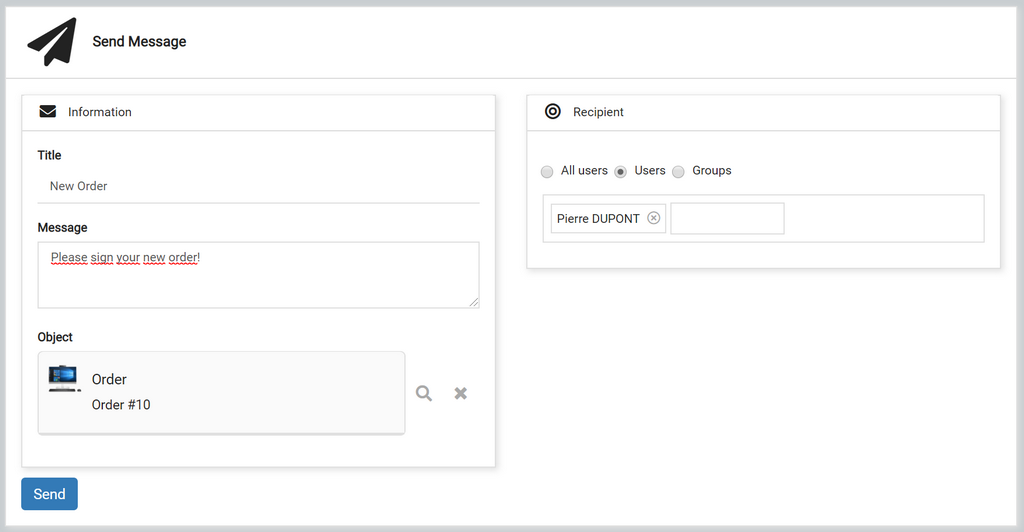 Send Message
Information
Title
New Order
Message
Please sign your new order!
Object
Order
Order #10
Send
Recipient
All users Users Groups
Pierre DUPONT